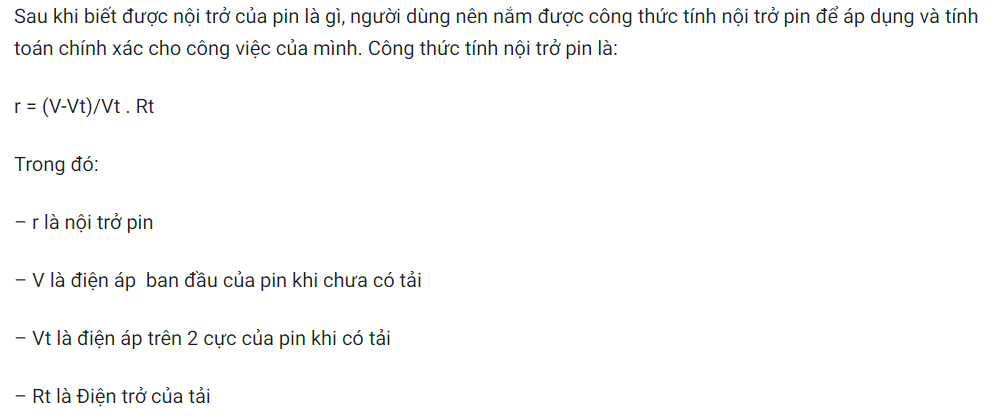 Sau khi biết được nội trở của pin là gì, người dùng nên nắm được công thức tính nội trở pin để áp dụng và tính
toán chính xác cho công việc của mình. Công thức tính nội trở pin là:
r = (V-Vt)/Vt . Rt
Trong đó:
– r là nội trở pin
– V là điện áp  ban đầu của pin khi chưa có tải
– Vt là điện áp trên 2 cực của pin khi có tải
– Rt là Điện trở của tải